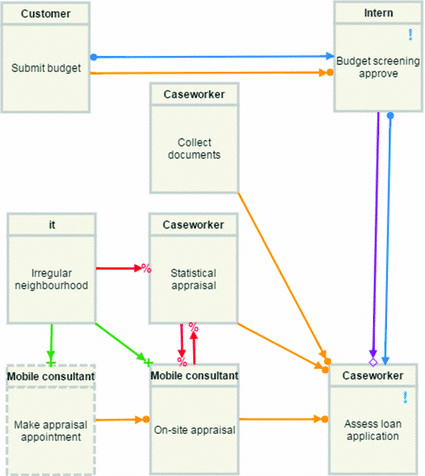 Customer
Submit budget
Intern
!
Budget screening
approve
Caseworker
Collect
documents
it
Irregular
neighbourhood
Caseworker
Statistical
appraisal
%
%
%
+
+
Mobile consultant
Make appraisal
appointment
Mobile consultant
On-site appraisal
Caseworker
!
Assess loan
application